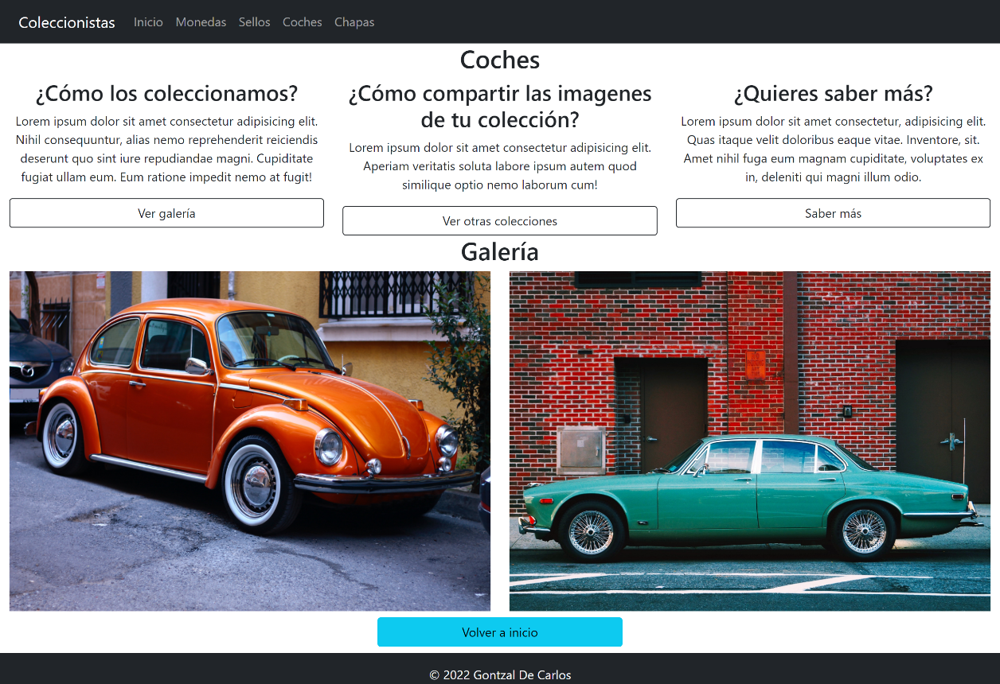 Coleccionistas Inicio Monedas Sellos Coches Chapas
Coches
¿Cómo los coleccionamos?
Lorem ipsum dolor sit amet consectetur adipisicing elit.
Nihil consequuntur, alias nemo reprehenderit reiciendis
deserunt quo sint iure repudiandae magni. Cupiditate
fugiat ullam eum. Eum ratione impedit nemo at fugit!
Ver galería
¿Cómo compartir las imagenes
de tu colección?
Lorem ipsum dolor sit amet consectetur adipisicing elit.
Aperiam veritatis soluta labore ipsum autem quod
similique optio nemo laborum cum!
Ver otras colecciones
¿Quieres saber más?
Lorem ipsum dolor sit amet consectetur, adipisicing elit.
Quas itaque velit doloribus eaque vitae. Inventore, sit.
Amet nihil fuga eum magnam cupiditate, voluptates ex
in, deleniti qui magni illum odio.
Saber más
Galería
Volver a inicio
© 2022 Gontzal De Carlos